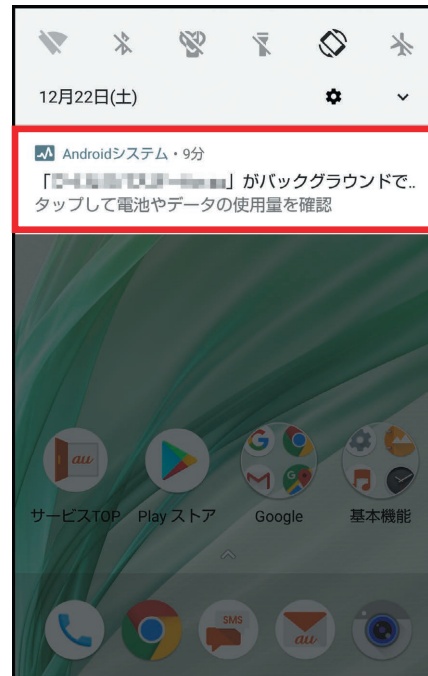 12月22日(土)
Androidシステム・9分
「」がバックグラウンドで..
タップして電池やデータの使用量を確認
au
サービスTOP Play ストア Google 基本機能
SMS
au